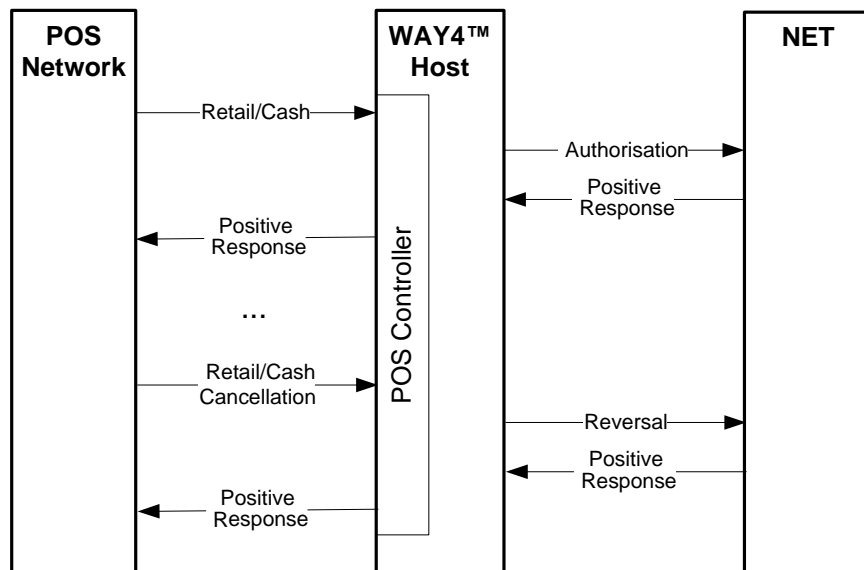 POS
Network
WAY4™
Host
NET
Retail/Cash
Authorisation
Positive
Response
Positive
Response
...
POS Controller
Retail/Cash
Cancellation
Reversal
Positive
Response
Positive
Response